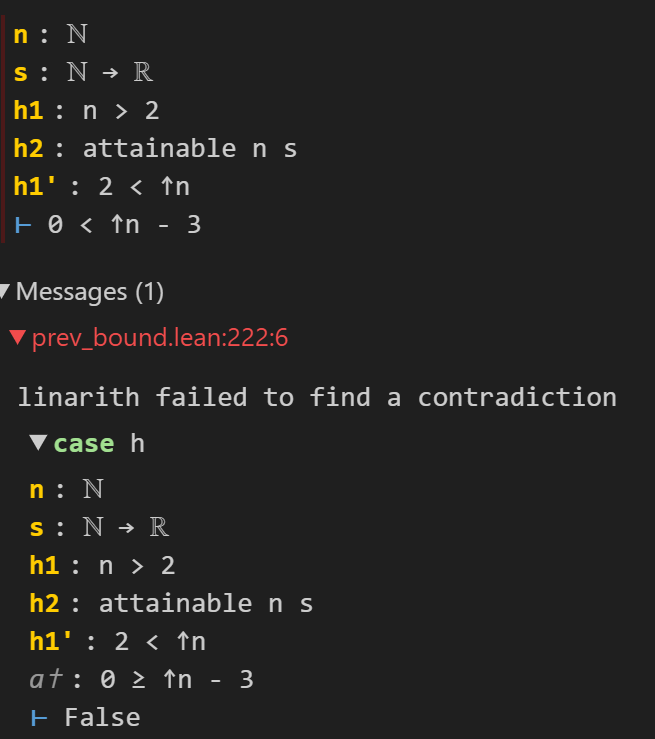 n : ℕ
s : ℕ → ℝ
h1 : n > 2
h2 : attainable n s
h1' : 2 < ↑n
⊢ 0 < ↑n - 3
▼ Messages (1)
▼ prev_bound.lean:222:6
linarith failed to find a contradiction
▼ case h
n : ℕ
s : ℕ → ℝ
h1 : n > 2
h2 : attainable n s
h1' : 2 < ↑n
a† : 0 ≥ ↑n - 3
⊢ False